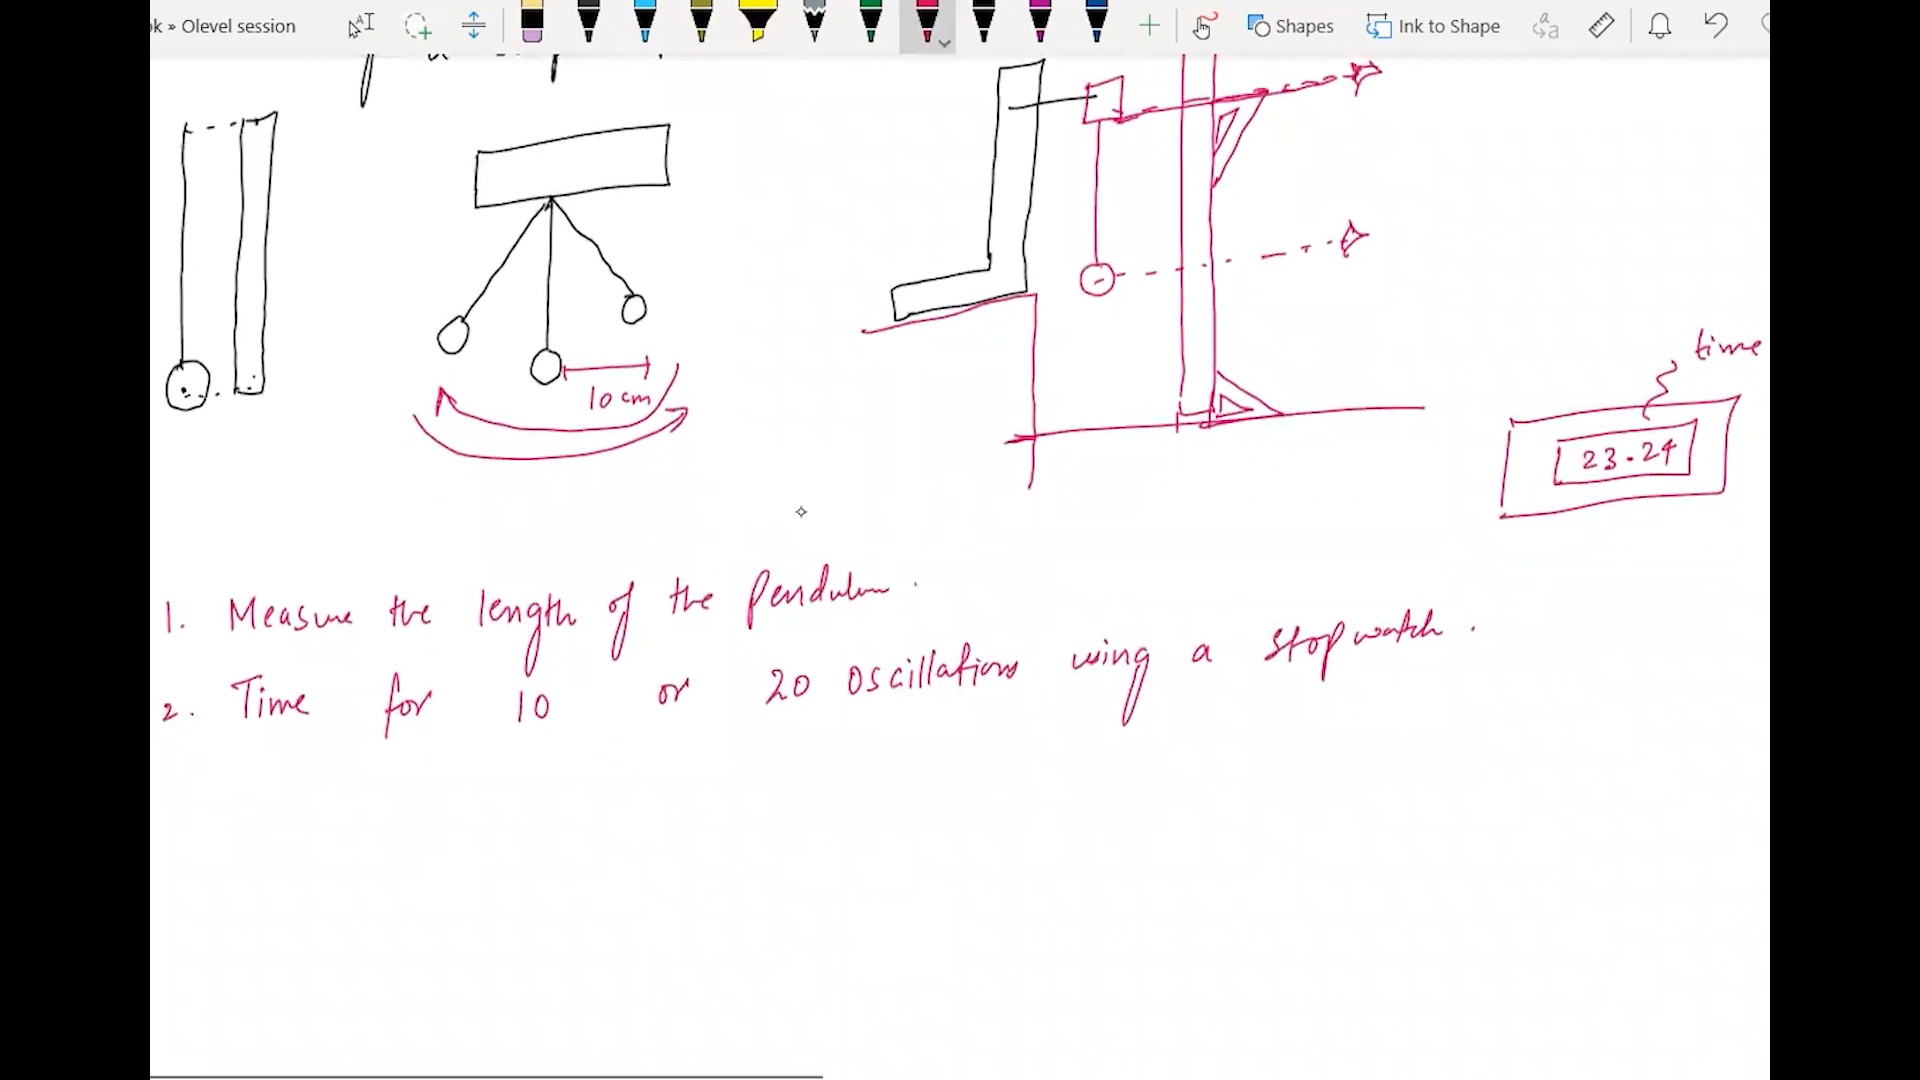 ok » Olevel session
Shapes
Ink to Shape
10 cm
time
23.24
1. Measure the length of the Pendulum.
2. Time for 10 or 20 oscillations using a stopwatch.